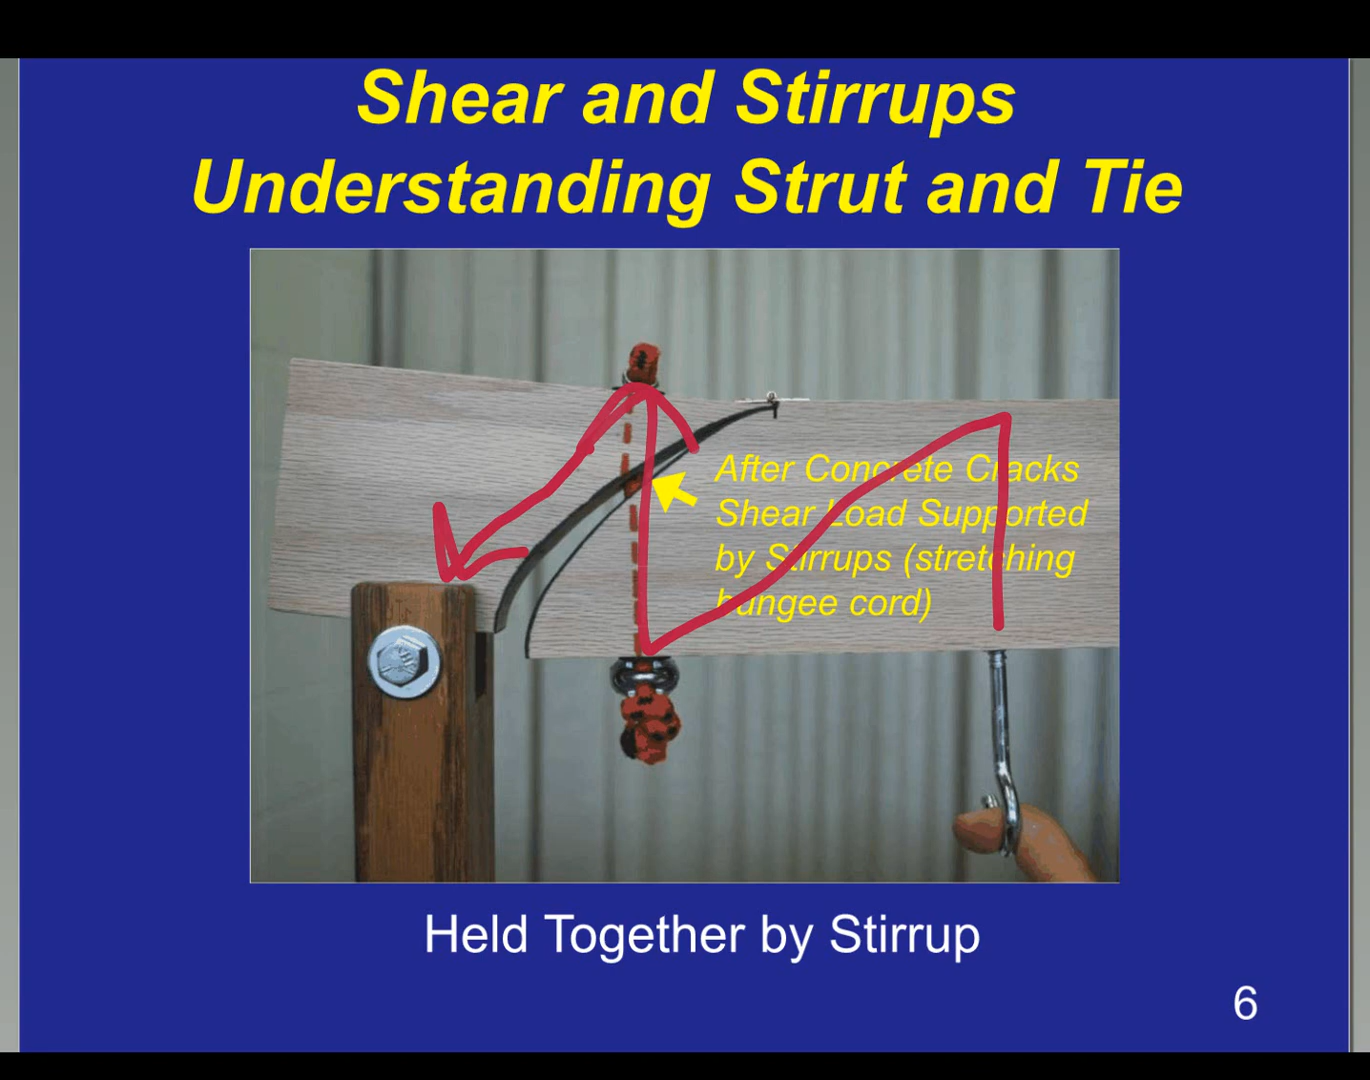 Shear and Stirrups
Understanding Strut and Tie
After Concrete Cracks
Shear Load Supported
by Stirrups (stretching
bungee cord)
Held Together by Stirrup
6